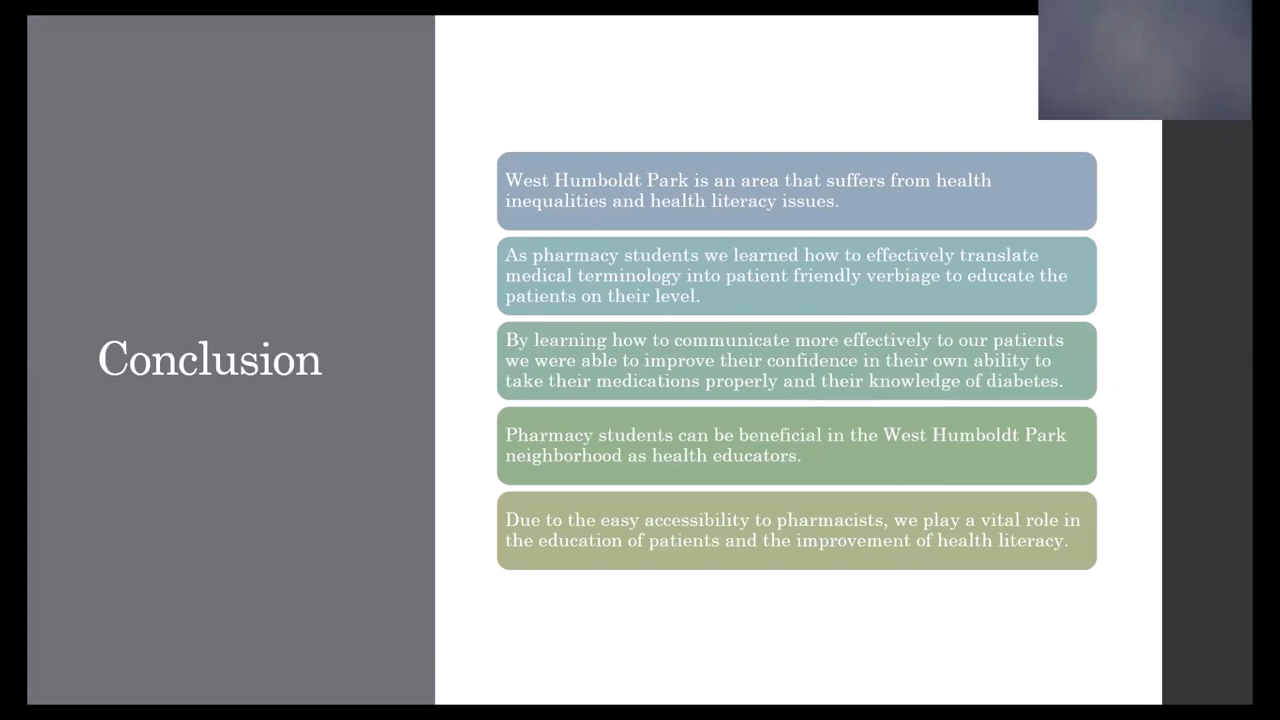 Conclusion
West Humboldt Park is an area that suffers from health
inequalities and health literacy issues.
As pharmacy students we learned how to effectively translate
medical terminology into patient friendly verbiage to educate the
patients on their level.
By learning how to communicate more effectively to our patients
we were able to improve their confidence in their own ability to
take their medications properly and their knowledge of diabetes.
Pharmacy students can be beneficial in the West Humboldt Park
neighborhood as health educators.
Due to the easy accessibility to pharmacists, we play a vital role in
the education of patients and the improvement of health literacy.